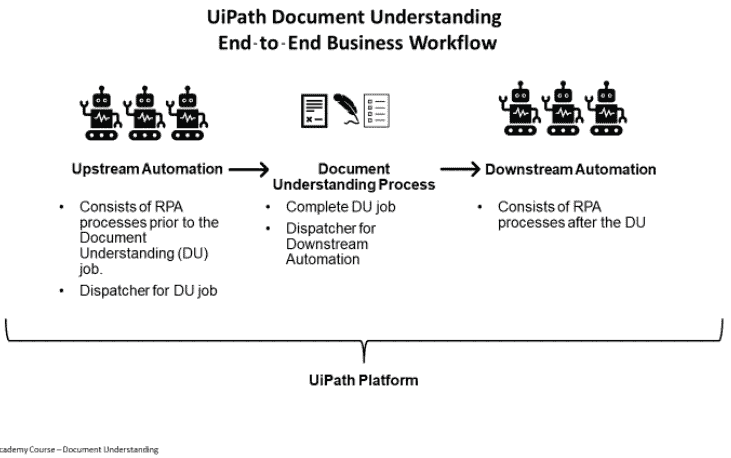 UiPath Document Understanding
End-to-End Business Workflow
Upstream Automation
• Consists of RPA
processes prior to the
Document
Understanding (DU)
job.
• Dispatcher for DU job
Document
Understanding Process
• Complete DU job
• Dispatcher for
Downstream
Automation
Downstream Automation
• Consists of RPA
processes after the DU
UiPath Platform
cademy Course – Document Understanding